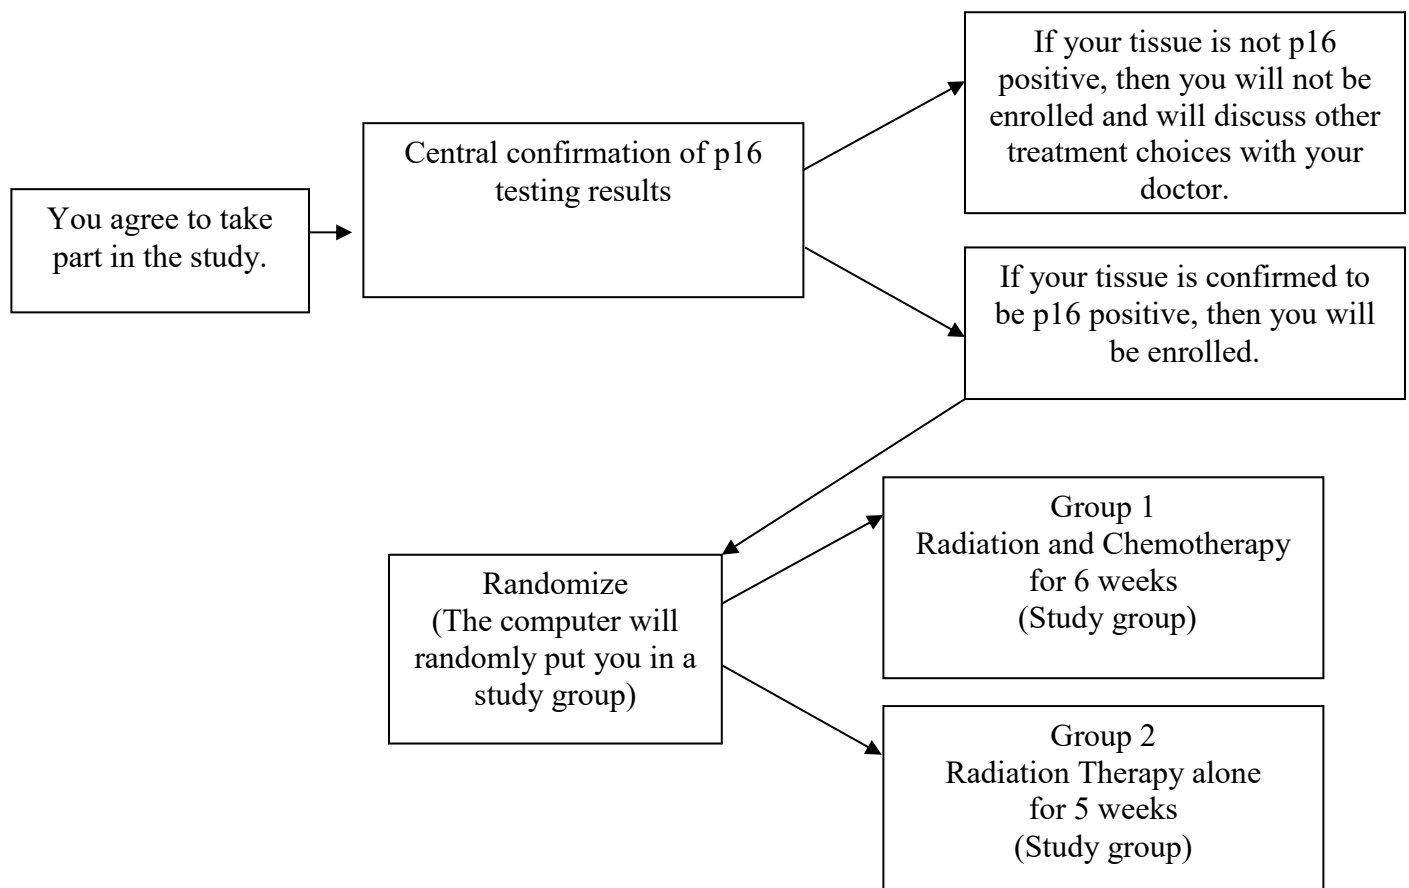 You agree to take
part in the study.
Central confirmation of p16
testing results
If your tissue is not p16
positive, then you will not be
enrolled and will discuss other
treatment choices with your
doctor.
If your tissue is confirmed to
be p16 positive, then you will
be enrolled.
Randomize
(The computer will
randomly put you in a
study group)
Group 1
Radiation and Chemotherapy
for 6 weeks
(Study group)
Group 2
Radiation Therapy alone
for 5 weeks
(Study group)